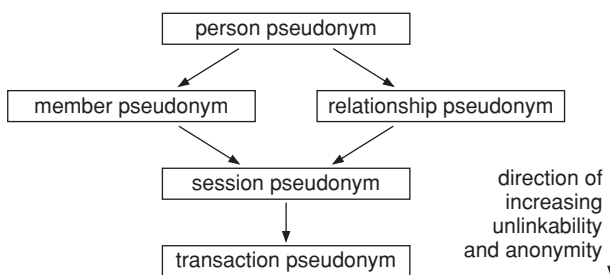 person pseudonym
member pseudonym
relationship pseudonym
session pseudonym
direction of
increasing
unlinkability
and anonymity
transaction pseudonym